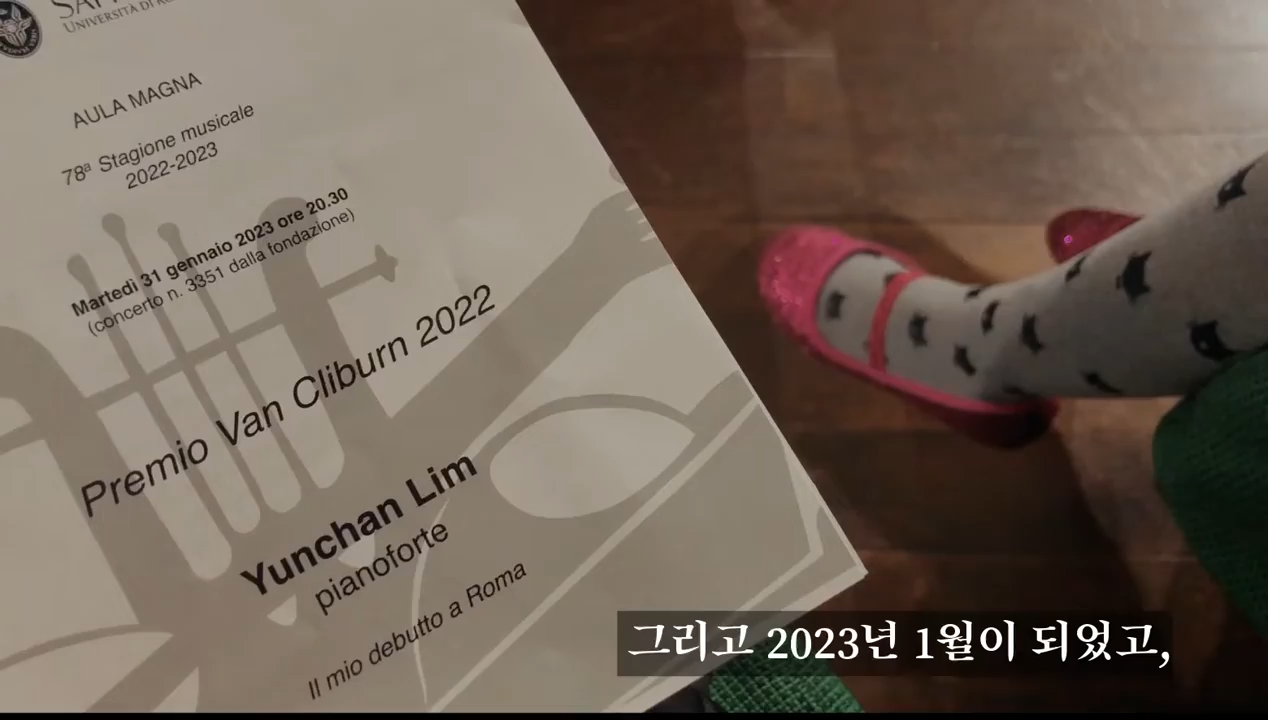 AULA MAGNA
78ª Stagione musicale
2022-2023
Martedì 31 gennaio 2023 ore 20.30
(concerto n. 3351 dalla fondazione)
Premio Van Cliburn 2022
Yunchan Lim
pianoforte
Il mio debutto a Roma
그리고 2023년 1월이 되었고,